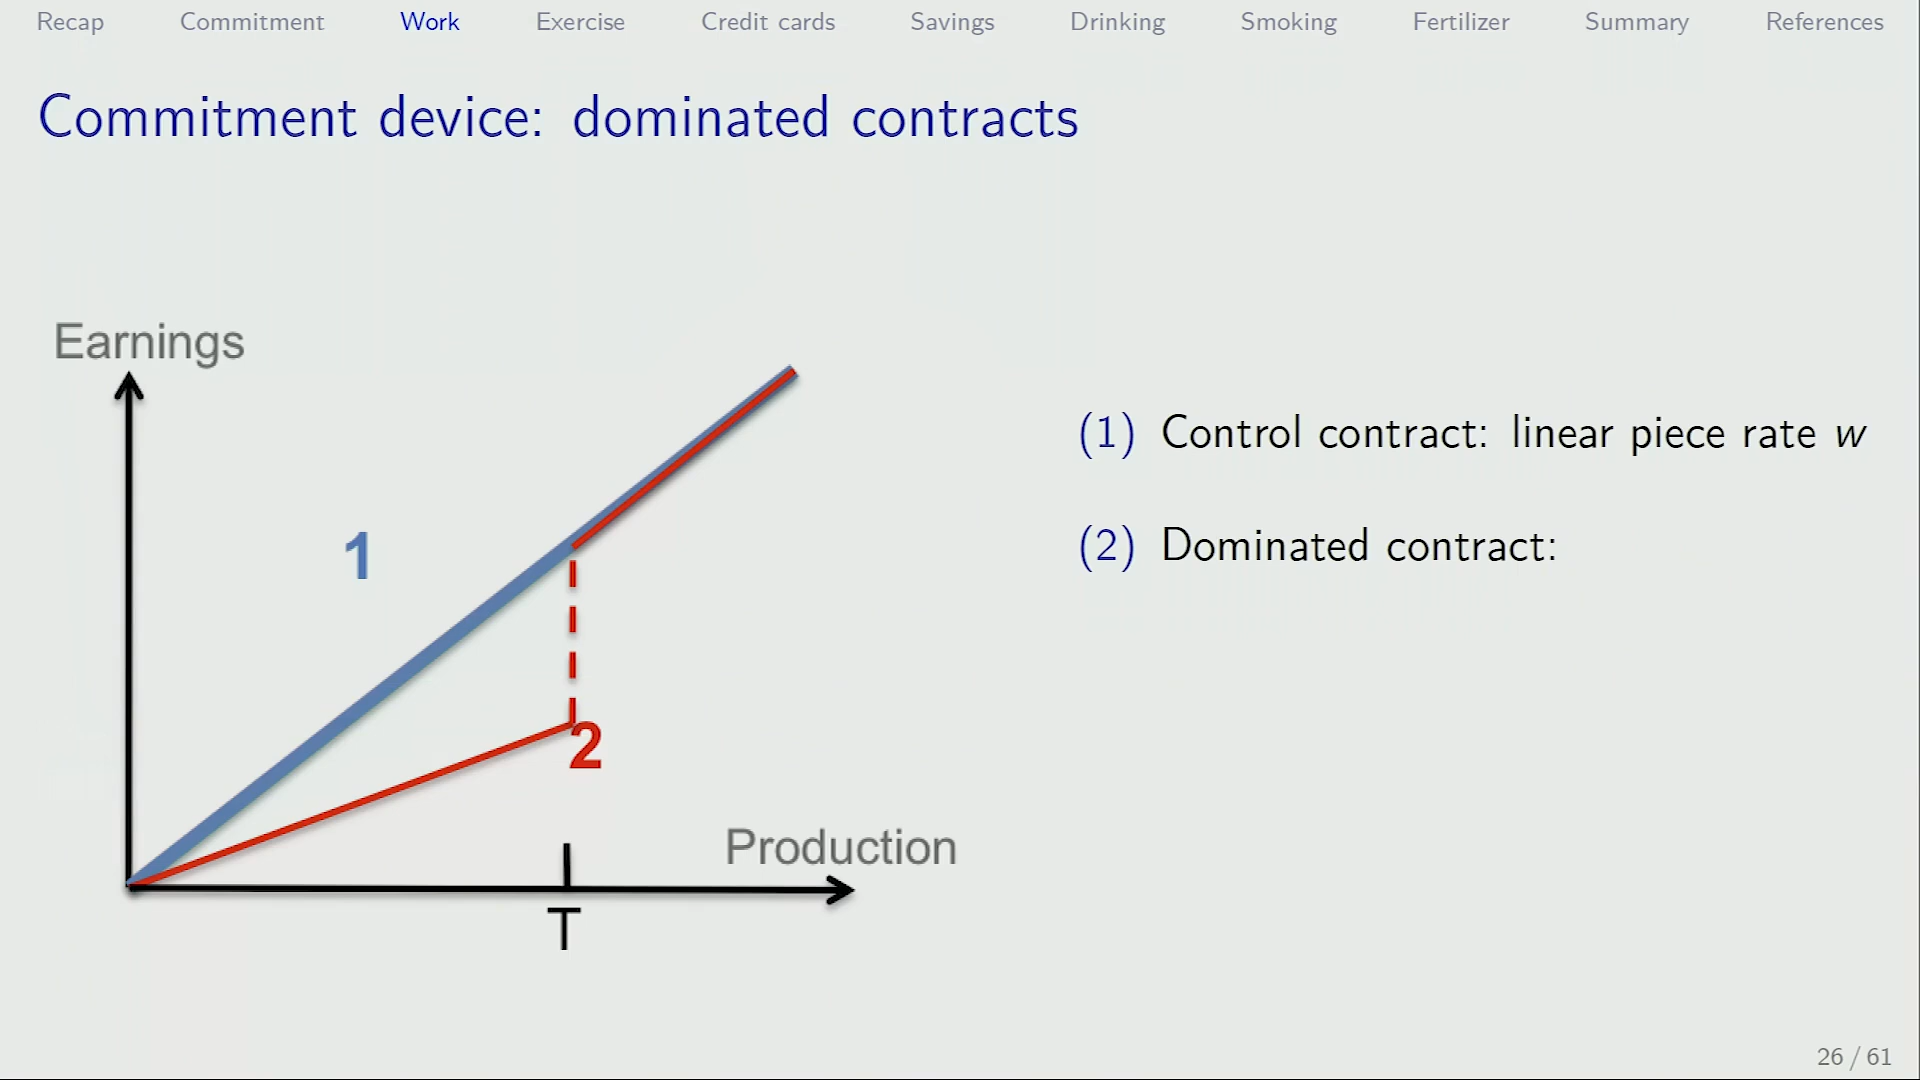 Recap Commitment Work Exercise Credit cards Savings Drinking Smoking Fertilizer Summary References
Commitment device: dominated contracts
Earnings
1
2
Production
T
(1) Control contract: linear piece rate w
(2) Dominated contract:
26 / 61